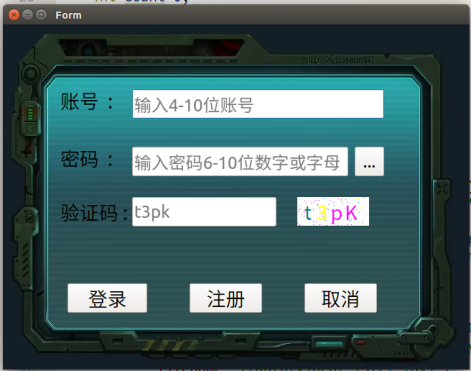 Form
账号：
输入4-10位账号
密码：
输入密码6-10位数字或字母
...
验证码:
t3pk
t3pK
登录
注册
取消